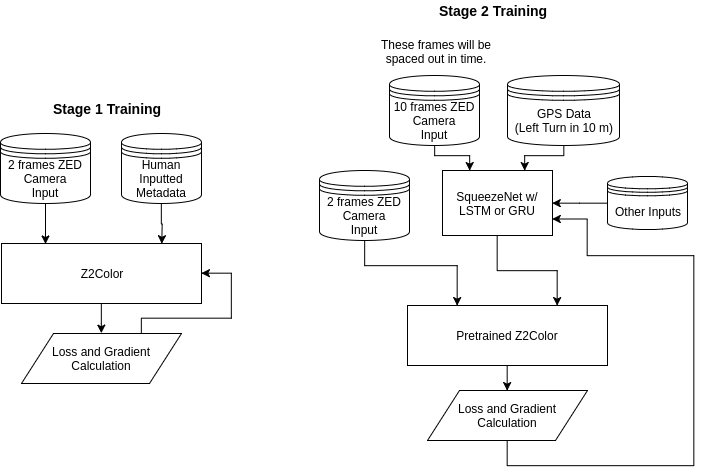 Stage 1 Training
2 frames ZED
Camera
Input
Human
Inputted
Metadata
Z2Color
Loss and Gradient
Calculation
Stage 2 Training
These frames will be
spaced out in time.
10 frames ZED
Camera
Input
GPS Data
(Left Turn in 10 m)
2 frames ZED
Camera
Input
SqueezeNet w/
LSTM or GRU
Other Inputs
Pretrained Z2Color
Loss and Gradient
Calculation